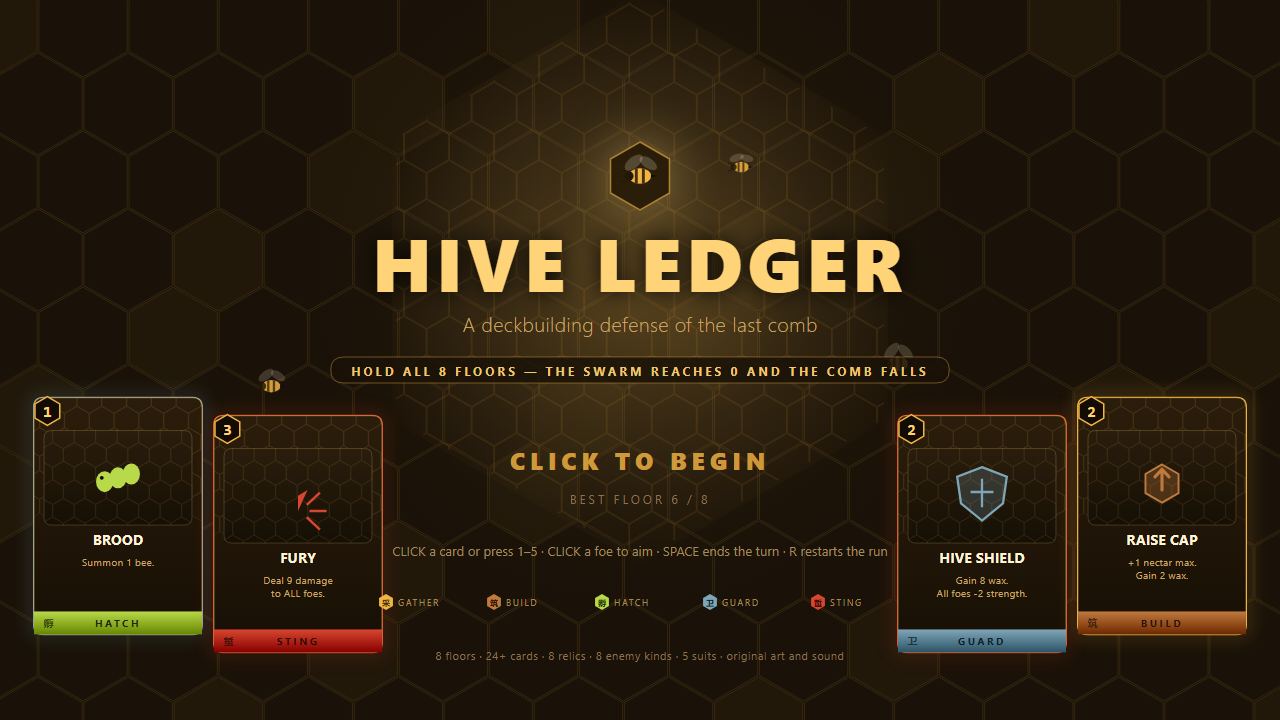 HIVE LEDGER
A deckbuilding defense of the last comb
HOLD ALL 8 FLOORS — THE SWARM REACHES 0 AND THE COMB FALLS
1
BROOD
Summon 1 bee.
孵 HATCH
3
FURY
Deal 9 damage
to ALL foes.
蜇 STING
CLICK TO BEGIN
BEST FLOOR 6 / 8
CLICK a card or press 1–5 · CLICK a foe to aim · SPACE ends the turn · R restarts the run
采 GATHER 筑 BUILD 孵 HATCH 卫 GUARD 蜇 STING
8 floors · 24+ cards · 8 relics · 8 enemy kinds · 5 suits · original art and sound
2
HIVE SHIELD
Gain 8 wax.
All foes -2 strength.
卫 GUARD
2
RAISE CAP
+1 nectar max.
Gain 2 wax.
筑 BUILD